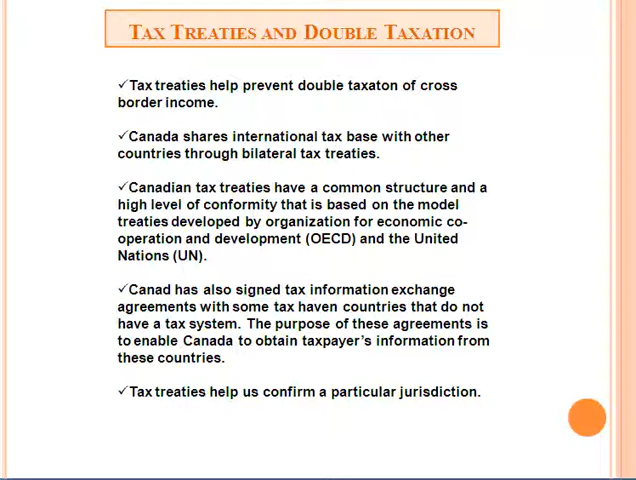 TAX TREATIES AND DOUBLE TAXATION
✓Tax treaties help prevent double taxaton of cross
border income.
✓Canada shares international tax base with other
countries through bilateral tax treaties.
✓Canadian tax treaties have a common structure and a
high level of conformity that is based on the model
treaties developed by organization for economic co-
operation and development (OECD) and the United
Nations (UN).
✓Canad has also signed tax information exchange
agreements with some tax haven countries that do not
have a tax system. The purpose of these agreements is
to enable Canada to obtain taxpayer’s information from
these countries.
✓Tax treaties help us confirm a particular jurisdiction.